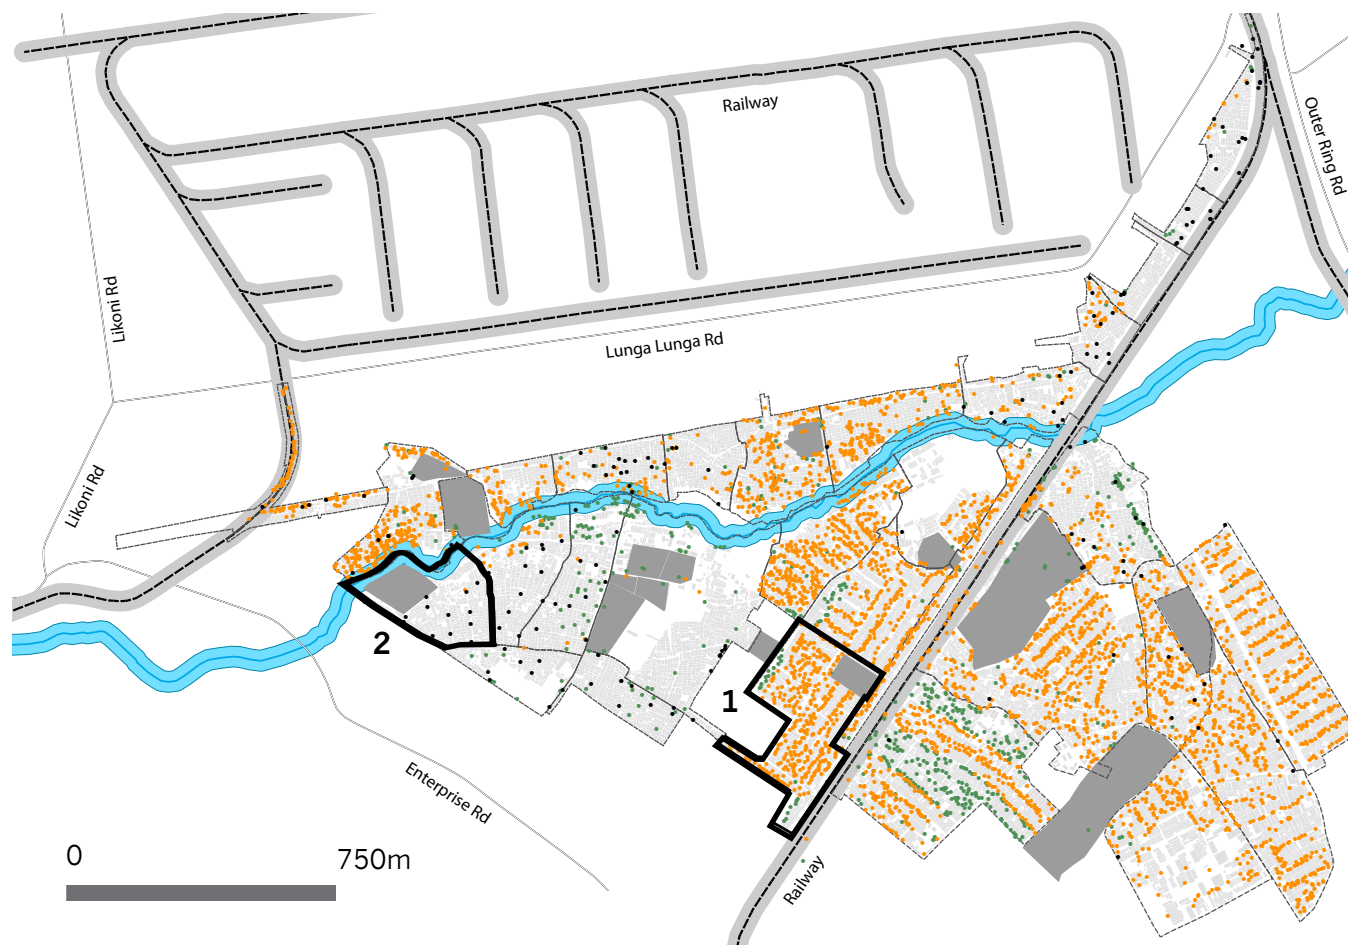 Railway
Outer Ring Rd
Likoni Rd
Lunga Lunga Rd
Likoni Rd
2
1
Enterprise Rd
0
750m
Railway